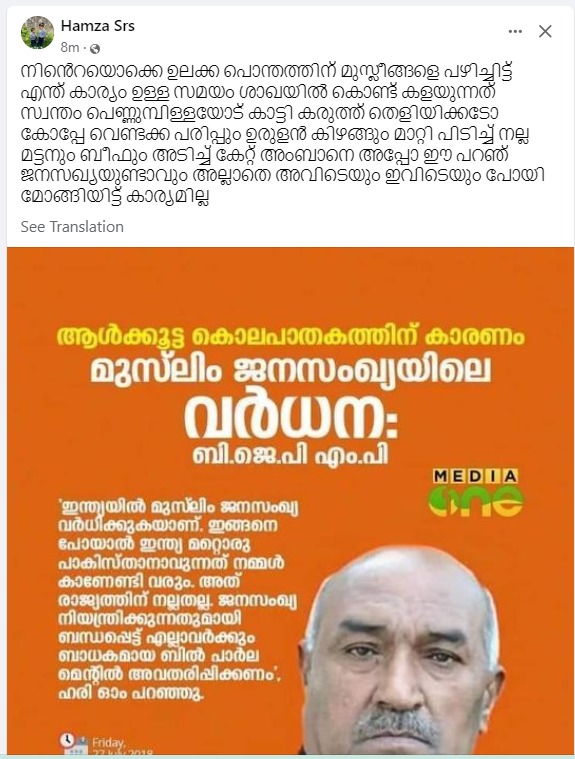 Hamza Srs
8m
നിൻെറയൊക്കെ ഉലക്ക പൊന്തത്തിന് മുസ്ലീങ്ങളെ പഴിച്ചിട്ട്
എന്ത് കാര്യം ഉള്ള സമയം ശാഖയിൽ കൊണ്ട് കളയുന്നത്
സ്വന്തം പെണ്ണുമ്പിള്ളയോട് കാട്ടി കരുത്ത് തെളിയിക്കടോ
കോപ്പേ വെണ്ടക്ക പരിപ്പും ഉരുളൻ കിഴങ്ങും മാറ്റി പിടിച്ച് നല്ല
മട്ടനും ബീഫും അടിച്ച് കേറ്റ് അംബാനെ അപ്പോ ഈ പറഞ്
ജനസഖ്യയുണ്ടാവും അല്ലാതെ അവിടെയും ഇവിടെയും പോയി
മോങ്ങിയിട്ട് കാര്യമില്ല
See Translation
ആൾക്കൂട്ട കൊലപാതകത്തിന് കാരണം
മുസ്‌ലിം ജനസംഖ്യയിലെ
വർധന:
ബി.ജെ.പി എം.പി
MEDIA
one
'ഇന്ത്യയിൽ മുസ്‌ലിം ജനസംഖ്യ
വർധിക്കുകയാണ്. ഇങ്ങനെ
പോയാൽ ഇന്ത്യ മറ്റൊരു
പാകിസ്താനാവുന്നത് നമ്മൾ
കാണേണ്ടി വരും. അത്
രാജ്യത്തിന് നല്ലതല്ല. ജനസംഖ്യ
നിയന്ത്രിക്കുന്നതുമായി
ബന്ധപ്പെട്ട് എല്ലാവർക്കും
ബാധകമായ ബിൽ പാർല
മെന്റിൽ അവതരിപ്പിക്കണം',
ഹരി ഓം പറഞ്ഞു.
Friday,
27 July 2018